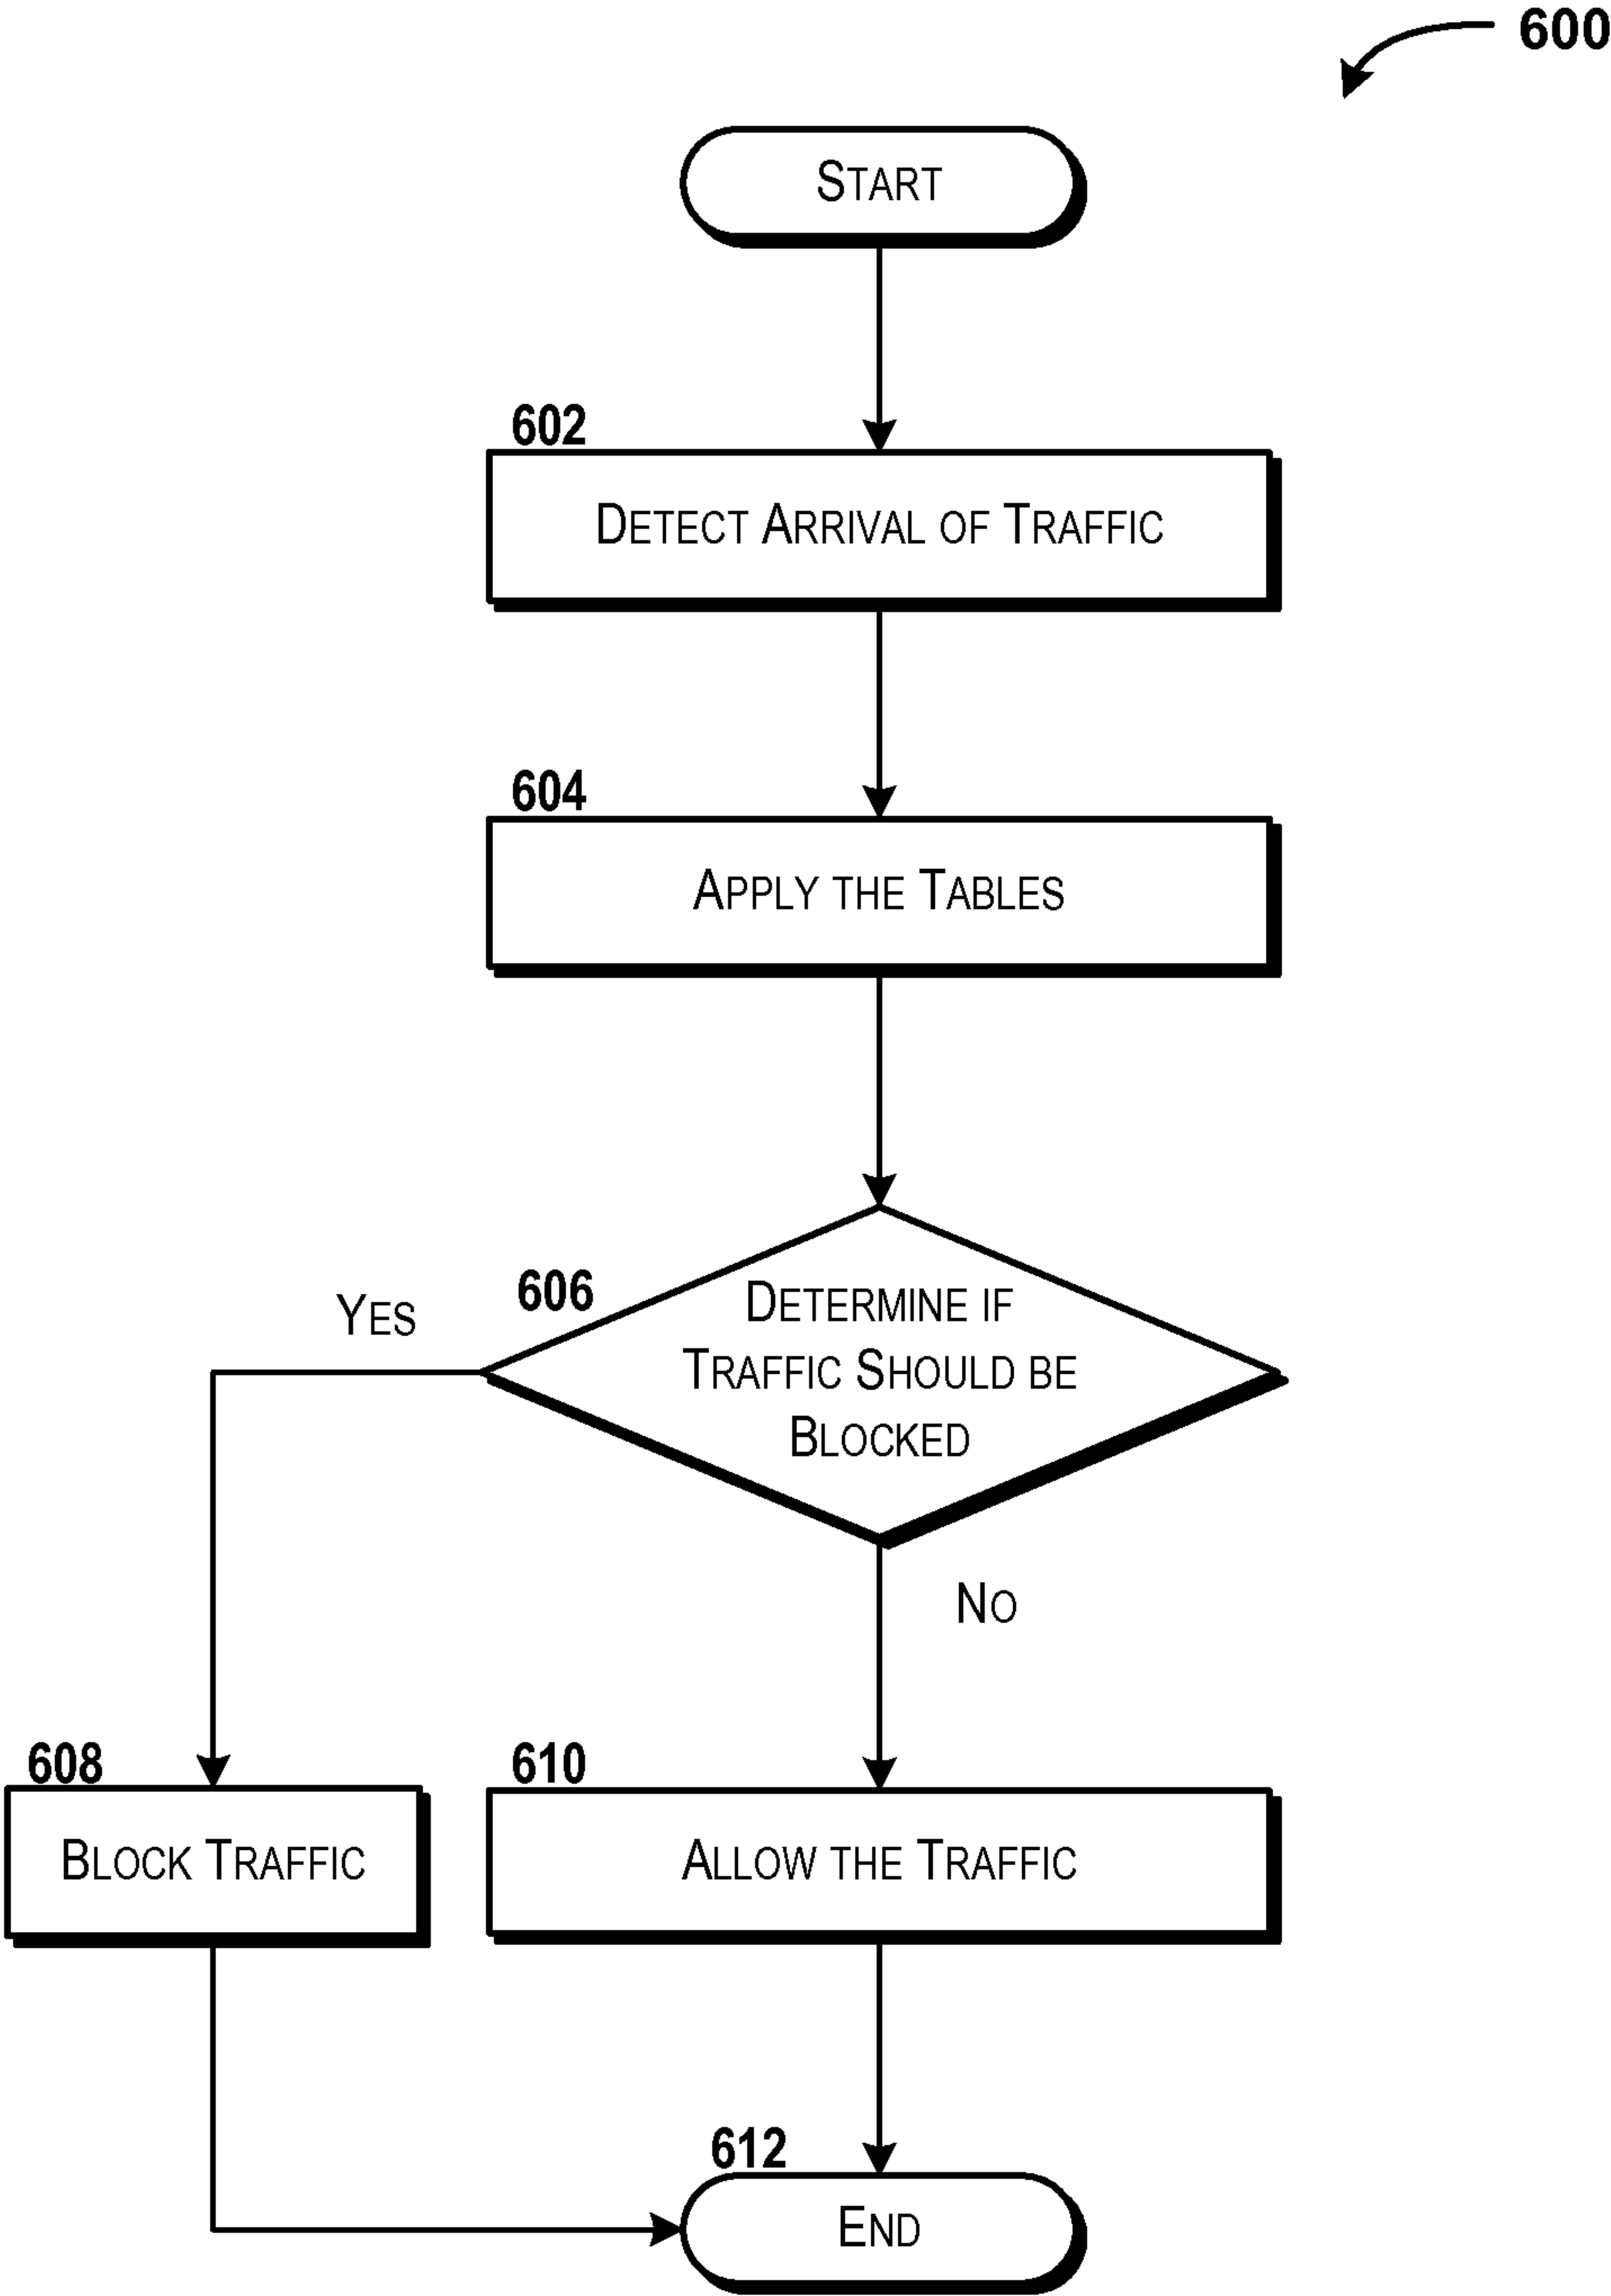 600
START
602
DETECT ARRIVAL OF TRAFFIC
604
APPLY THE TABLES
606
YES
DETERMINE IF
TRAFFIC SHOULD BE
BLOCKED
NO
608
BLOCK TRAFFIC
610
ALLOW THE TRAFFIC
612
END